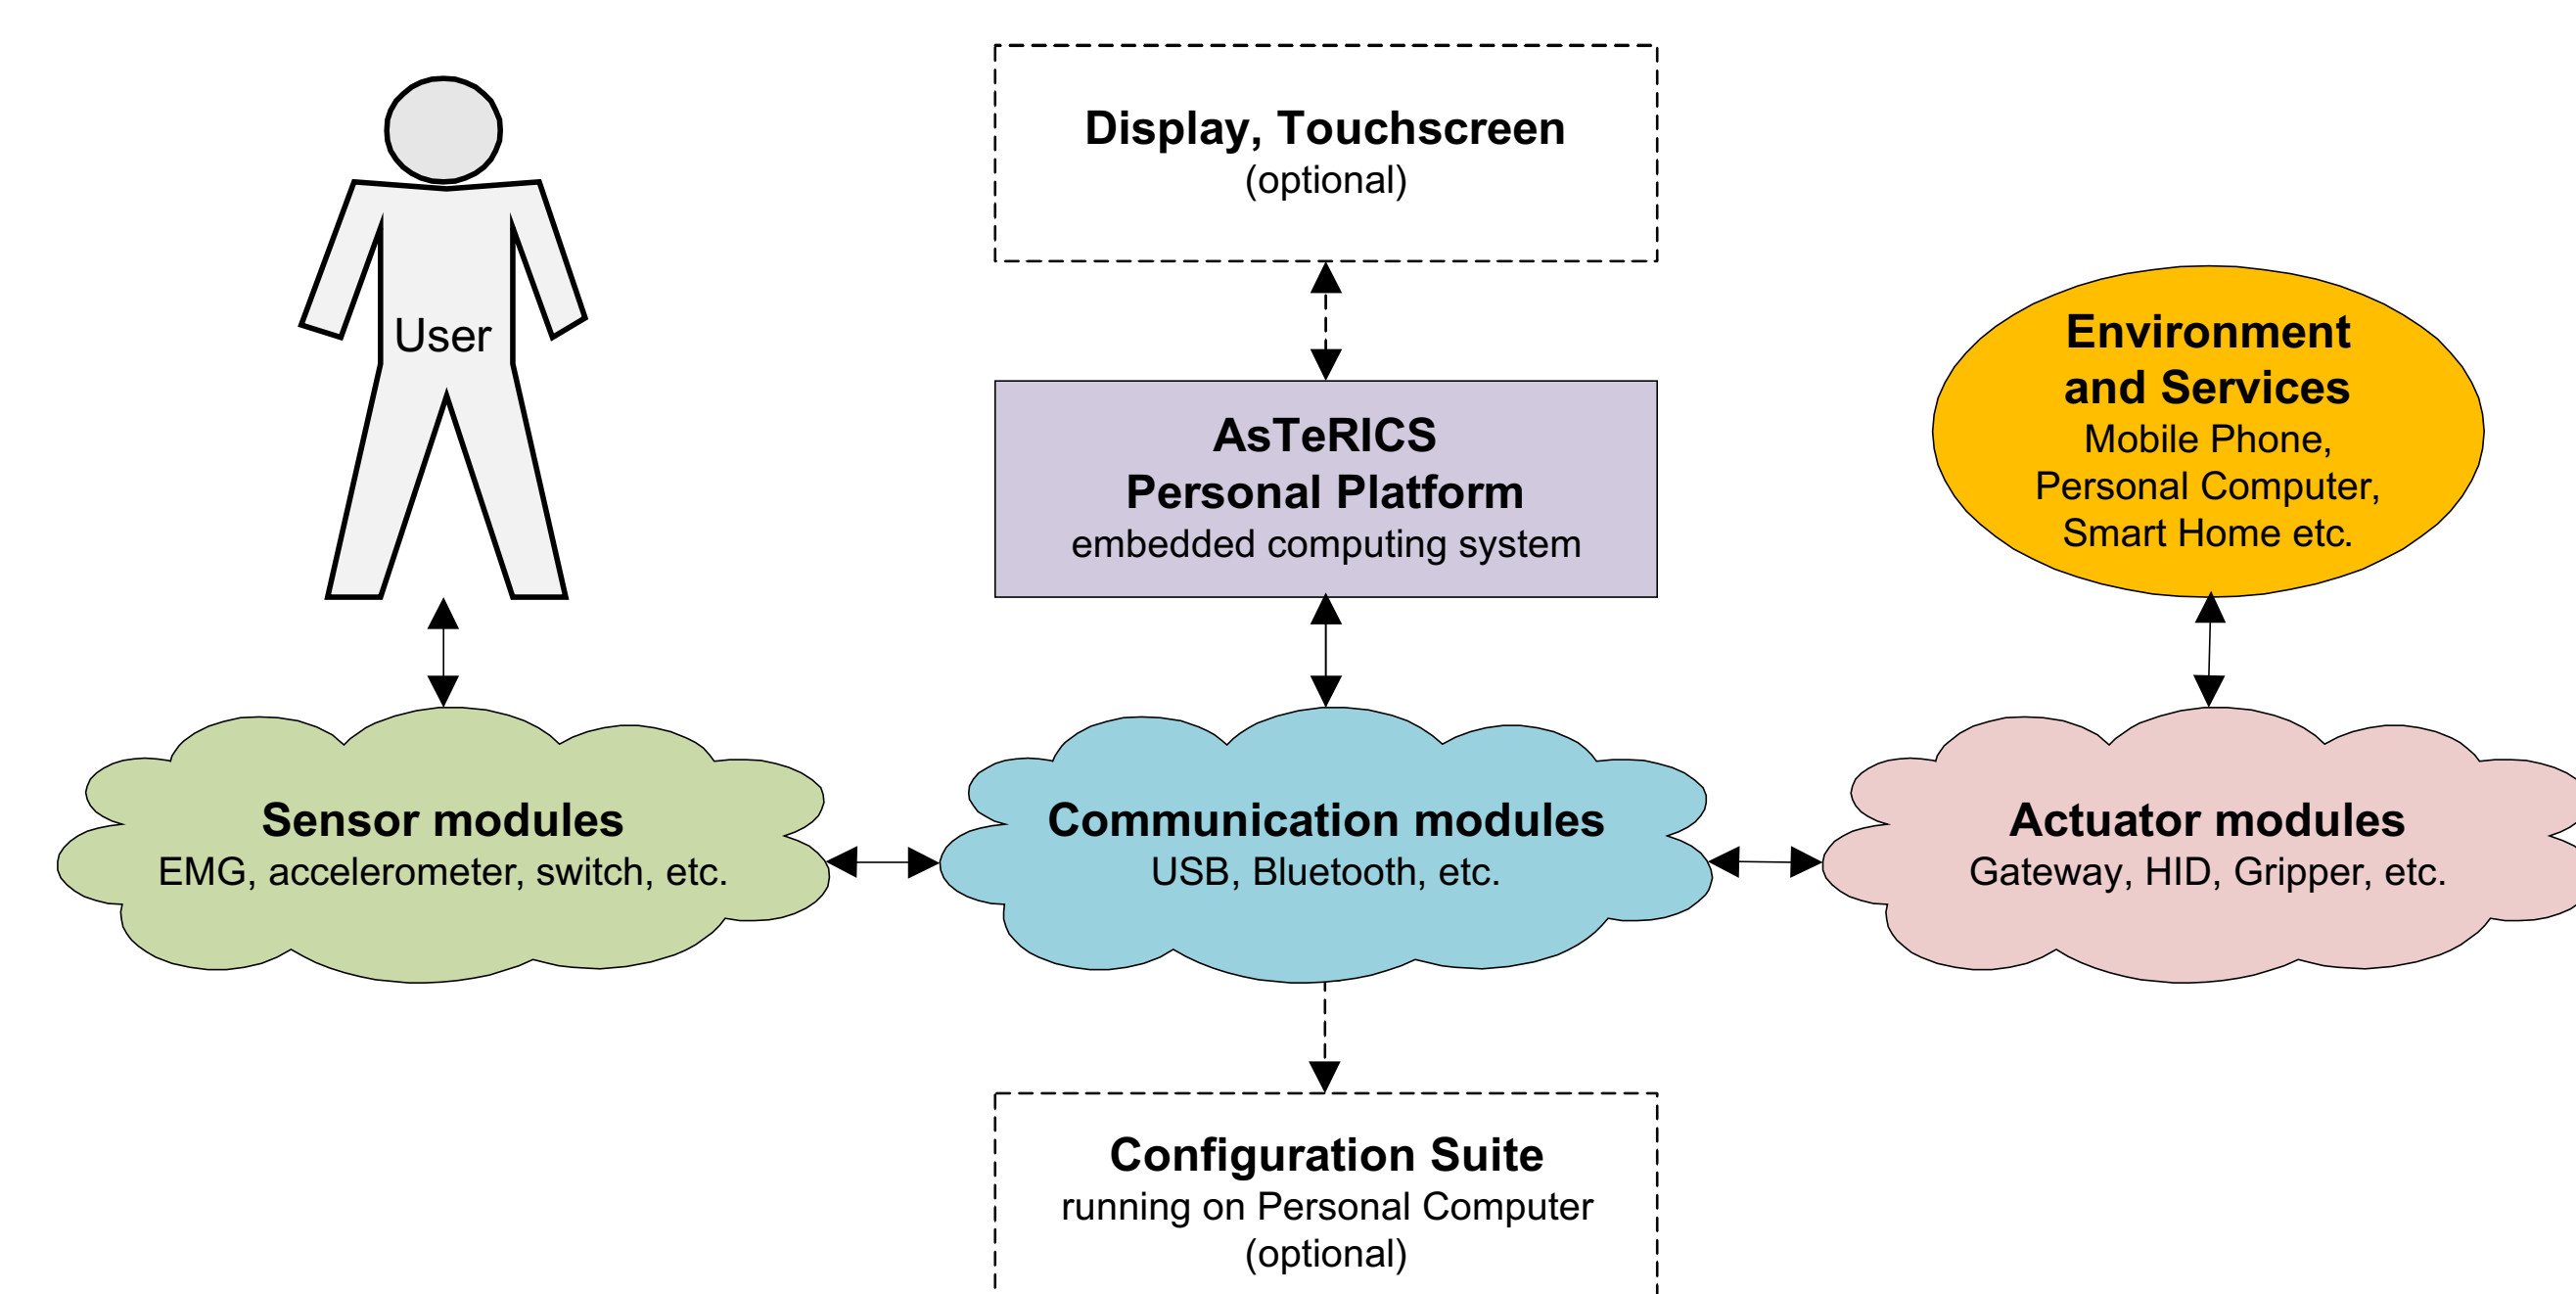 Display, Touchscreen
(optional)
User
AsTeRICS
Personal Platform
embedded computing system
Environment
and Services
Mobile Phone,
Personal Computer,
Smart Home etc.
Sensor modules
EMG, accelerometer, switch, etc.
Communication modules
USB, Bluetooth, etc.
Actuator modules
Gateway, HID, Gripper, etc.
Configuration Suite
running on Personal Computer
(optional)